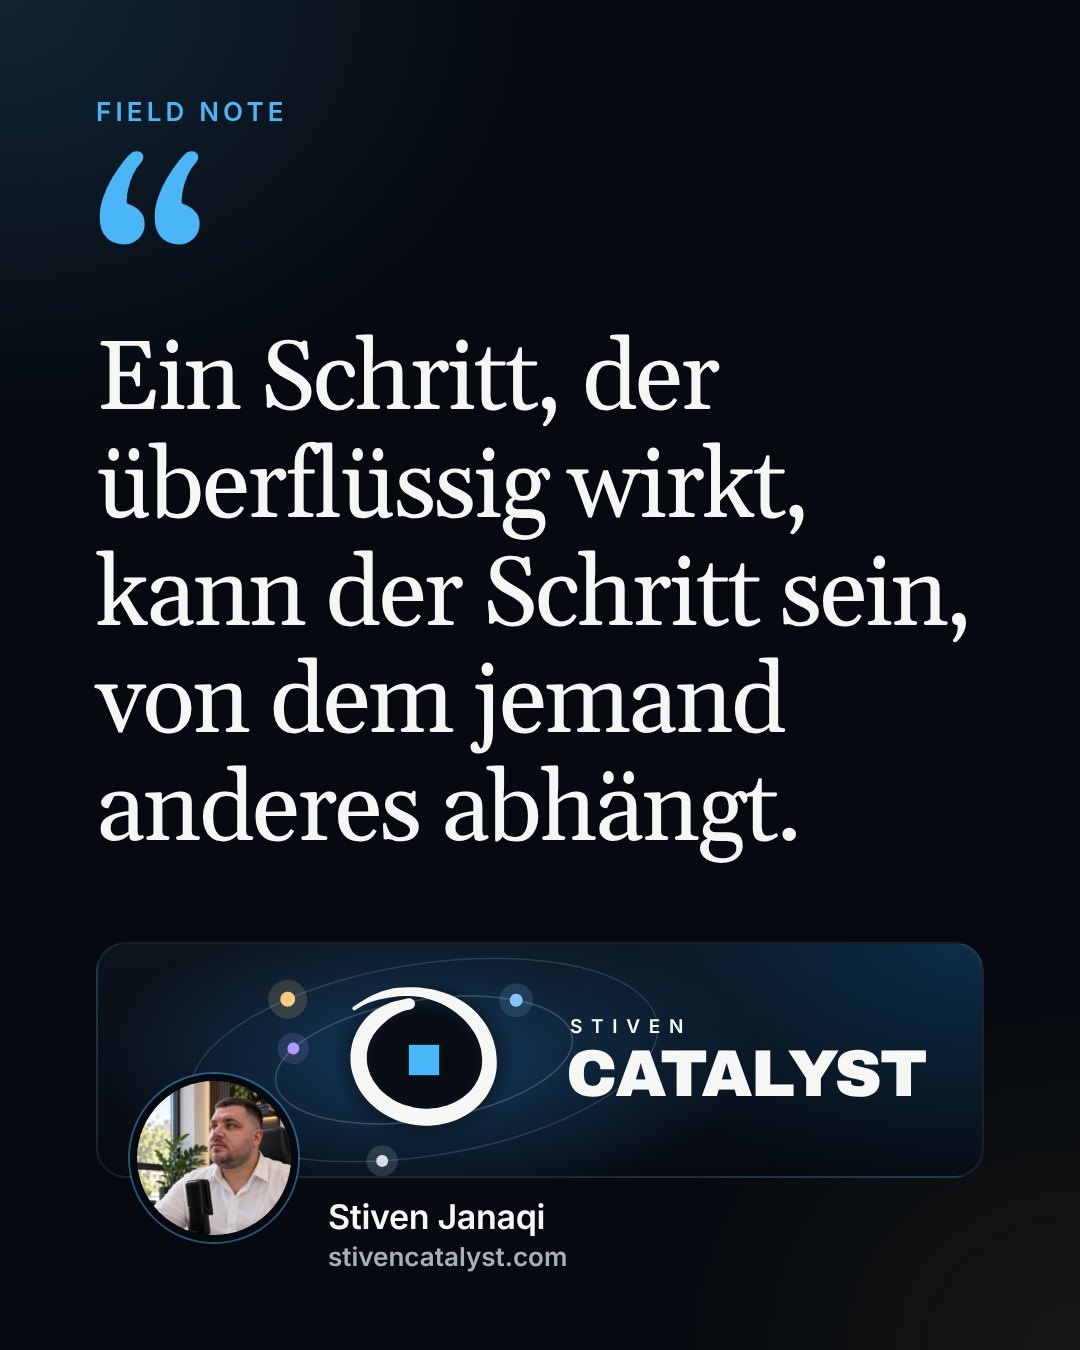 FIELD NOTE
“
Ein Schritt, der
überflüssig wirkt,
kann der Schritt sein,
von dem jemand
anderes abhängt.
STIVEN
CATALYST
Stiven Janaqi
stivencatalyst.com